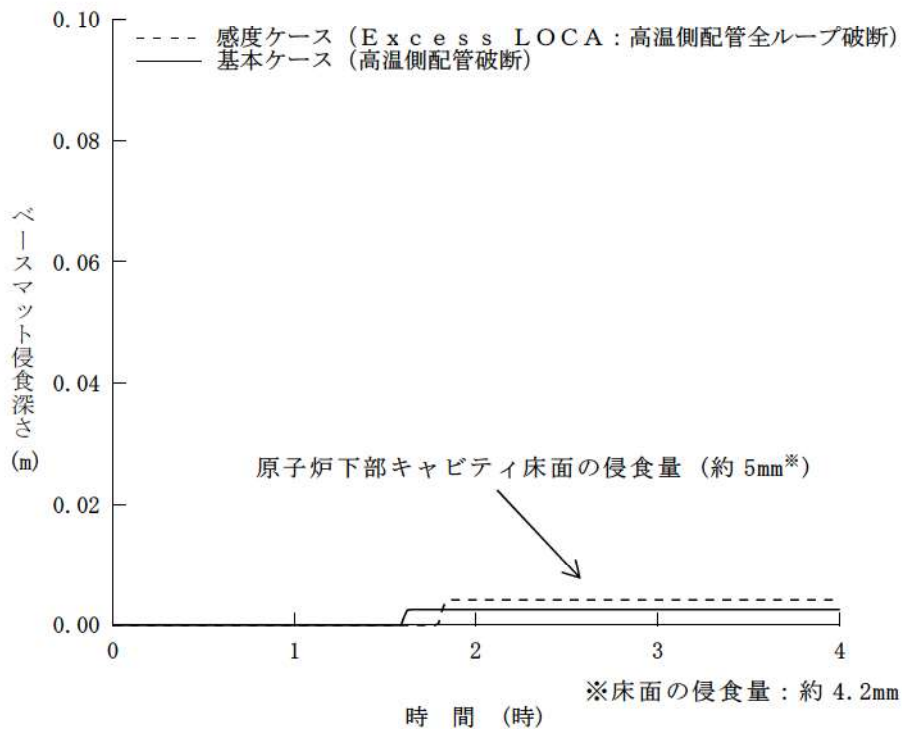 0.10
感度ケース（Ｅｘｃｅｓｓ ＬＯＣＡ：高温側配管全ループ破断）
基本ケース（高温側配管破断）
0.08
0.06
0.04
0.02
0.00
ベースマット侵食深さ
(m)
原子炉下部キャビティ床面の侵食量（約 5mm※）
0 1 2 3 4
※床面の侵食量：約 4.2mm
時 間 (時)